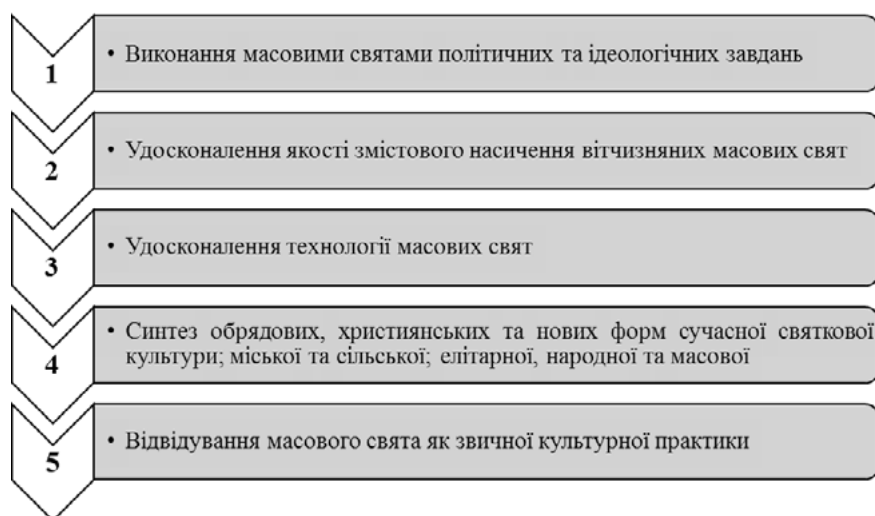 1
• Виконання масовими святами політичних та ідеологічних завдань
2
• Удосконалення якості змістового насичення вітчизняних масових свят
3
• Удосконалення технології масових свят
4
• Синтез обрядових, християнських та нових форм сучасної святкової
культури; міської та сільської; елітарної, народної та масової
5
• Відвідування масового свята як звичної культурної практики